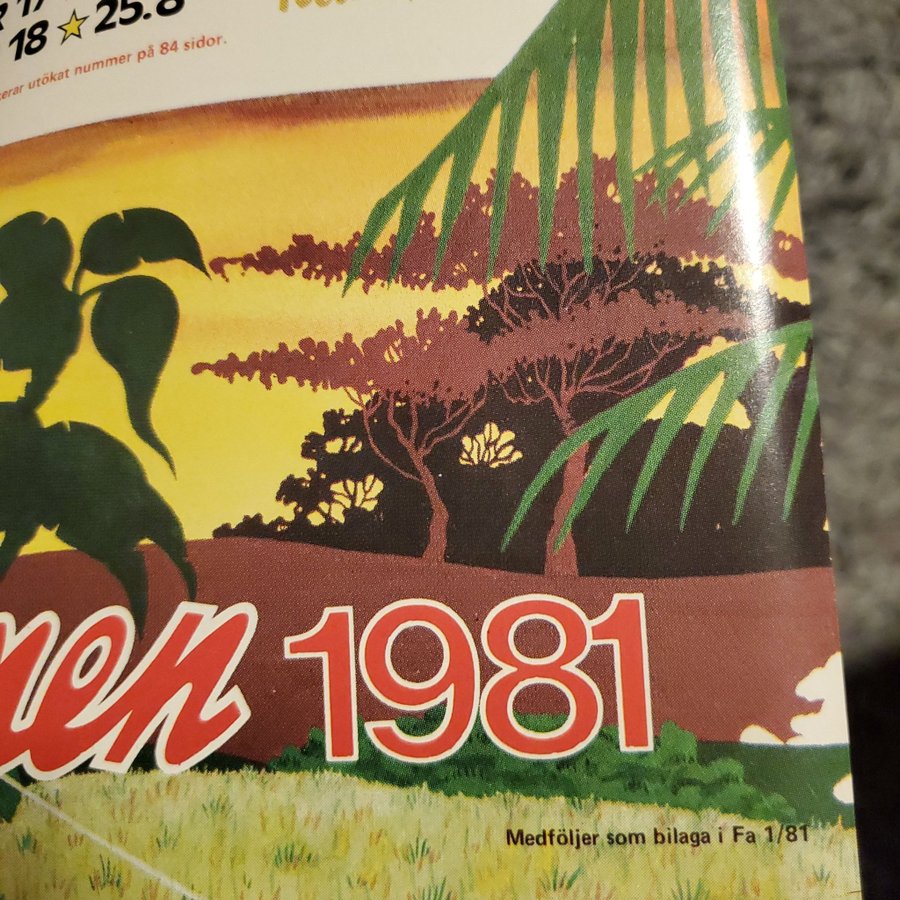 18 ★ 25.8
utökat nummer på 84 sidor.
1981
Medföljer som bilaga i Fa 1/81